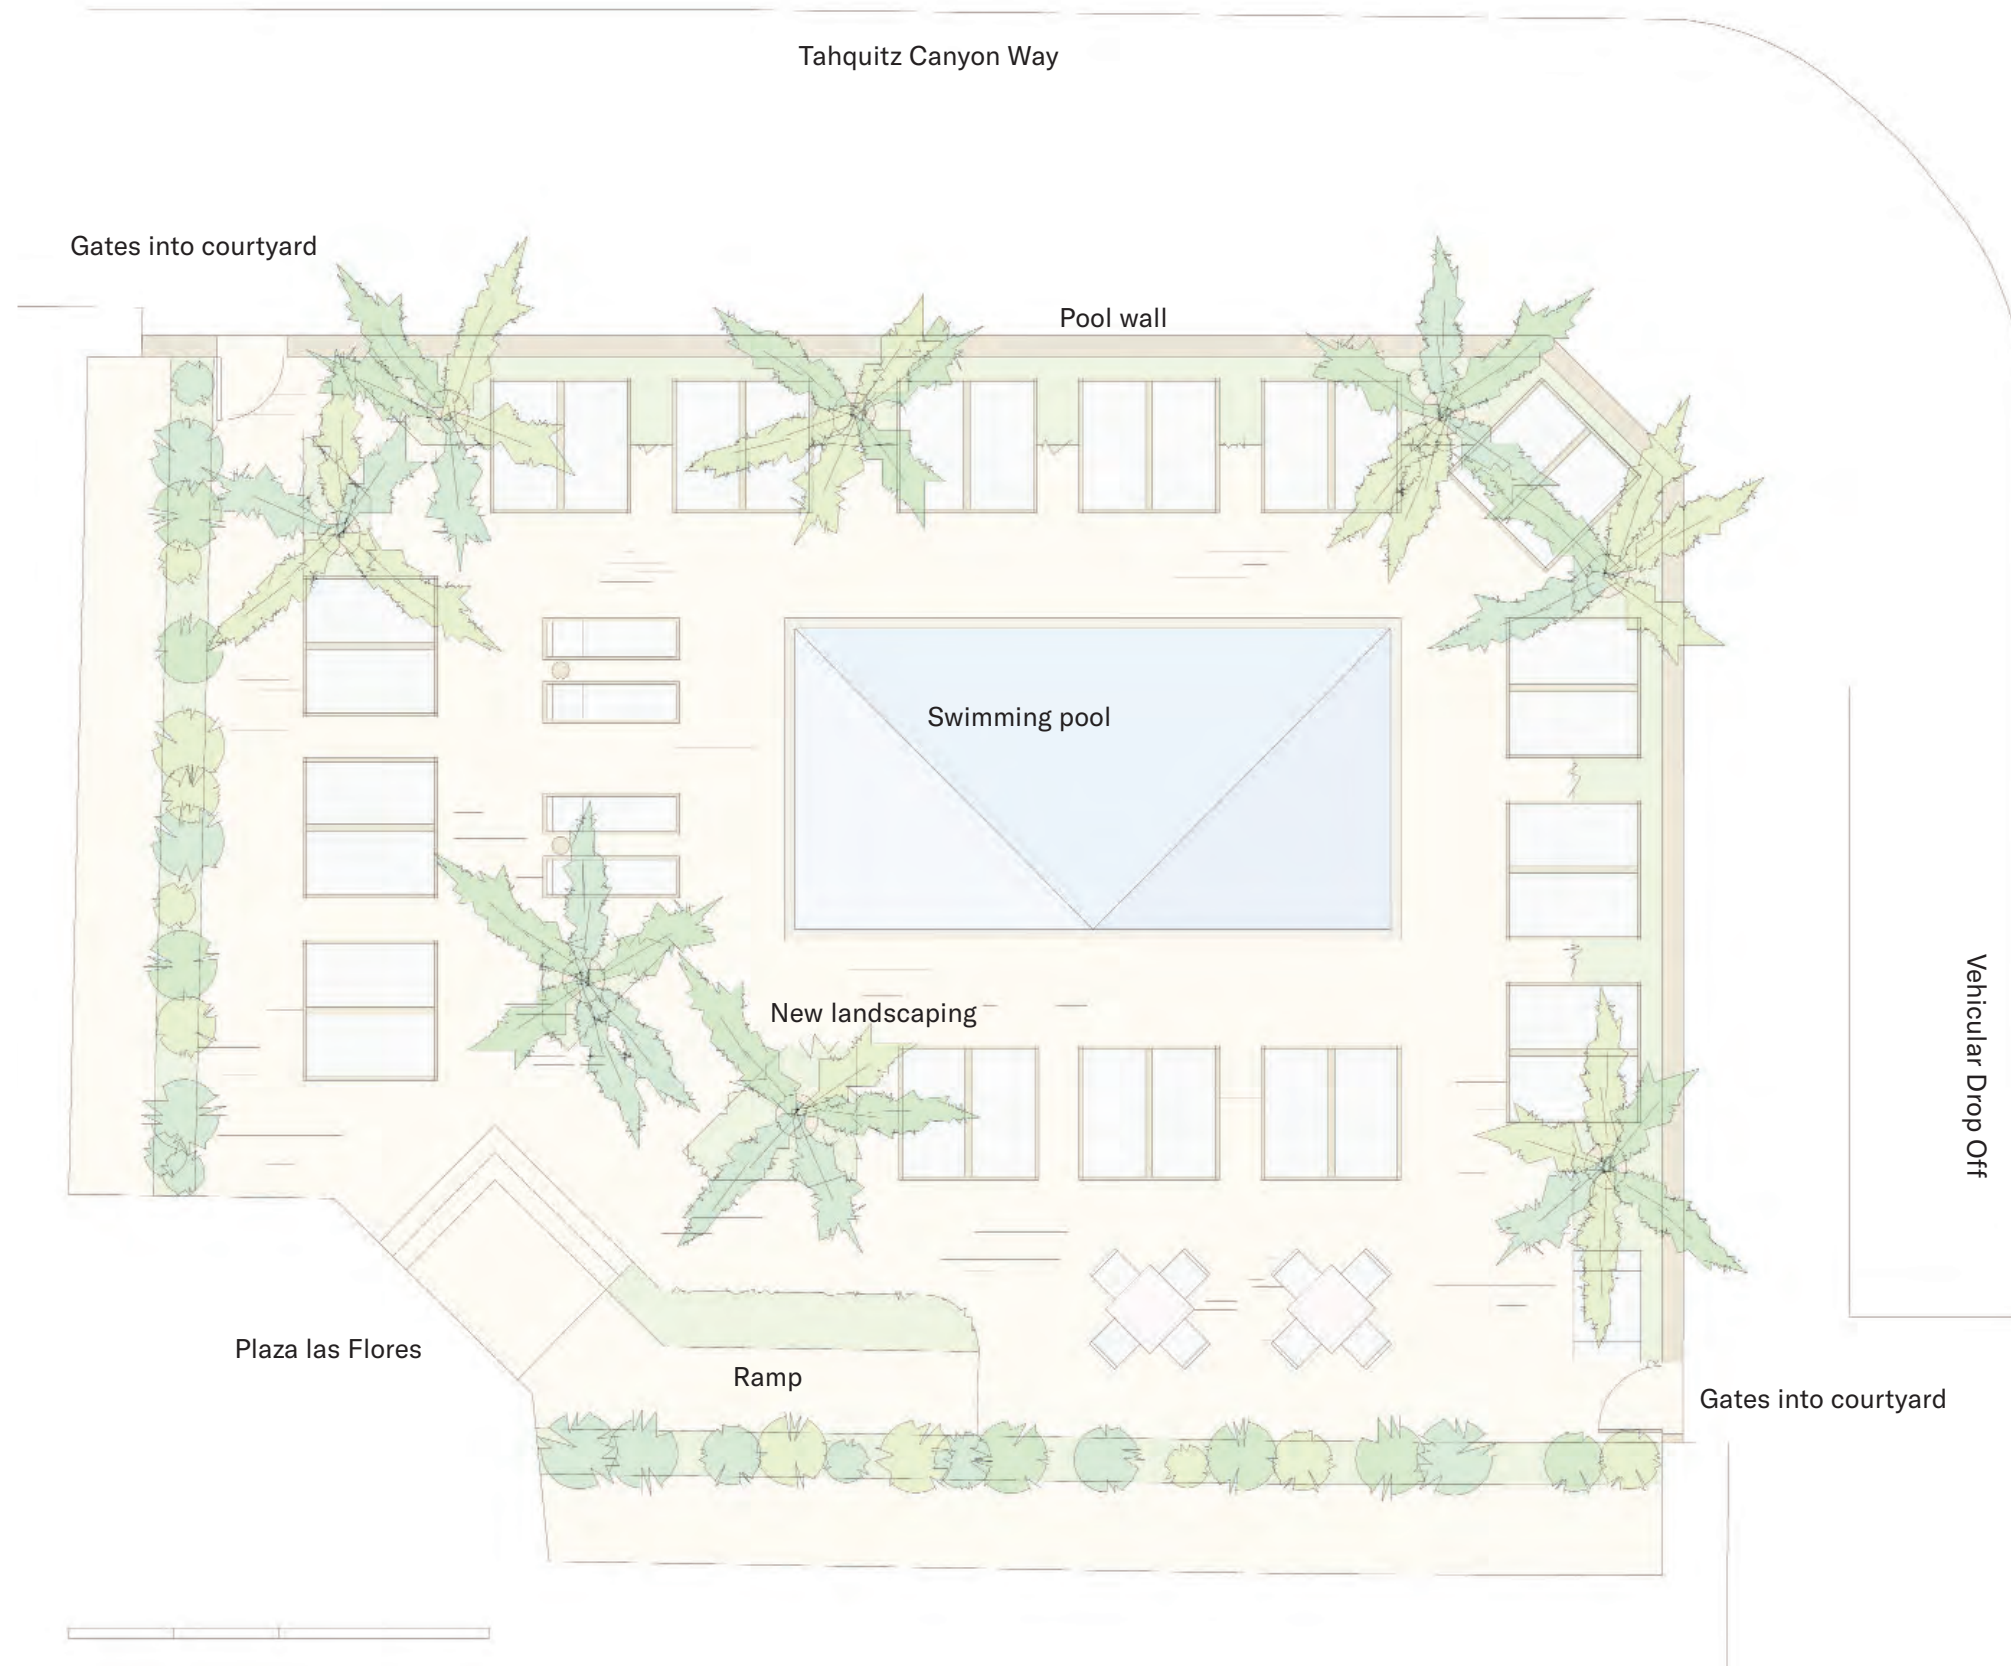 Tahquitz Canyon Way
Gates into courtyard
Pool wall
Swimming pool
New landscaping
Vehicular Drop Off
Plaza las Flores
Ramp
Gates into courtyard